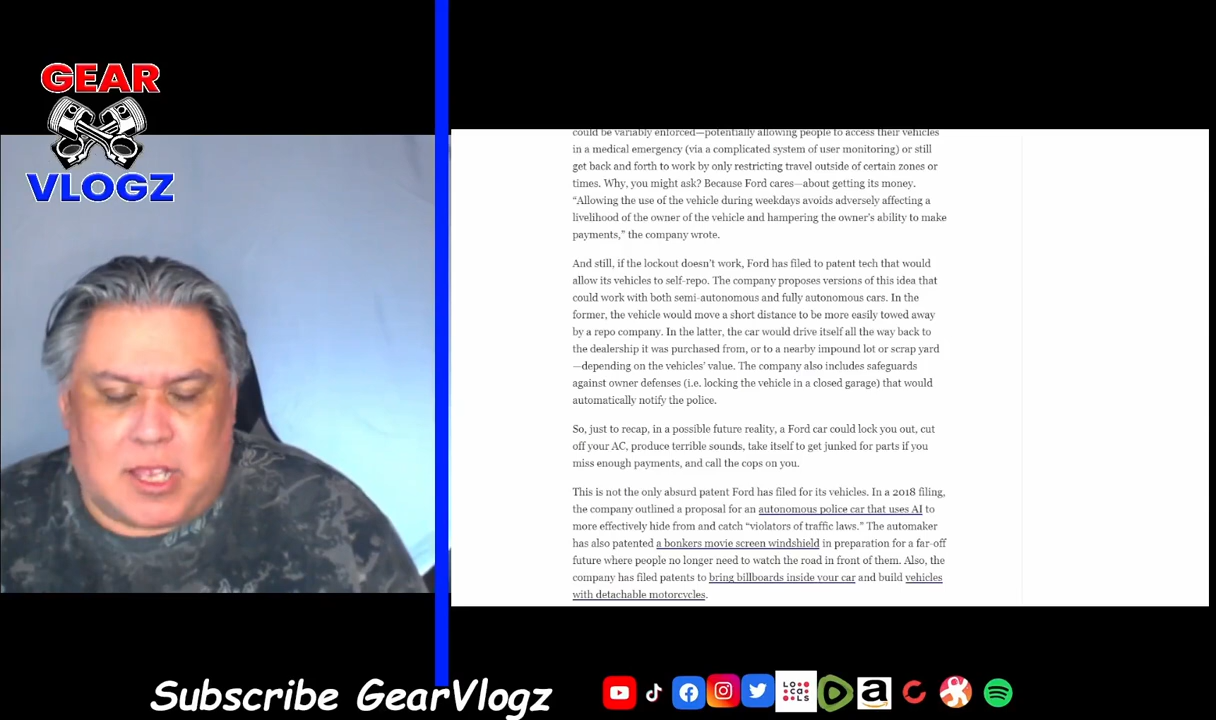 GEAR
VLOGZ
could be variably enforced—potentially allowing people to access their vehicles
in a medical emergency (via a complicated system of user monitoring) or still
get back and forth to work by only restricting travel outside of certain zones or
times. Why, you might ask? Because Ford cares—about getting its money.
“Allowing the use of the vehicle during weekdays avoids adversely affecting a
livelihood of the owner of the vehicle and hampering the owner’s ability to make
payments,” the company wrote.
And still, if the lockout doesn’t work, Ford has filed to patent tech that would
allow its vehicles to self-repo. The company proposes versions of this idea that
could work with both semi-autonomous and fully autonomous cars. In the
former, the vehicle would move a short distance to be more easily towed away
by a repo company. In the latter, the car would drive itself all the way back to
the dealership it was purchased from, or to a nearby impound lot or scrap yard
—depending on the vehicles’ value. The company also includes safeguards
against owner defenses (i.e. locking the vehicle in a closed garage) that would
automatically notify the police.
So, just to recap, in a possible future reality, a Ford car could lock you out, cut
off your AC, produce terrible sounds, take itself to get junked for parts if you
miss enough payments, and call the cops on you.
This is not the only absurd patent Ford has filed for its vehicles. In a 2018 filing,
the company outlined a proposal for an autonomous police car that uses AI to
more effectively hide from and catch “violators of traffic laws.” The automaker
has also patented a bonkers movie screen windshield in preparation for a far-off
future where people no longer need to watch the road in front of them. Also, the
company has filed patents to bring billboards inside your car and build vehicles
with detachable motorcycles.
Subscribe GearVlogz
LO
ca
LS
a